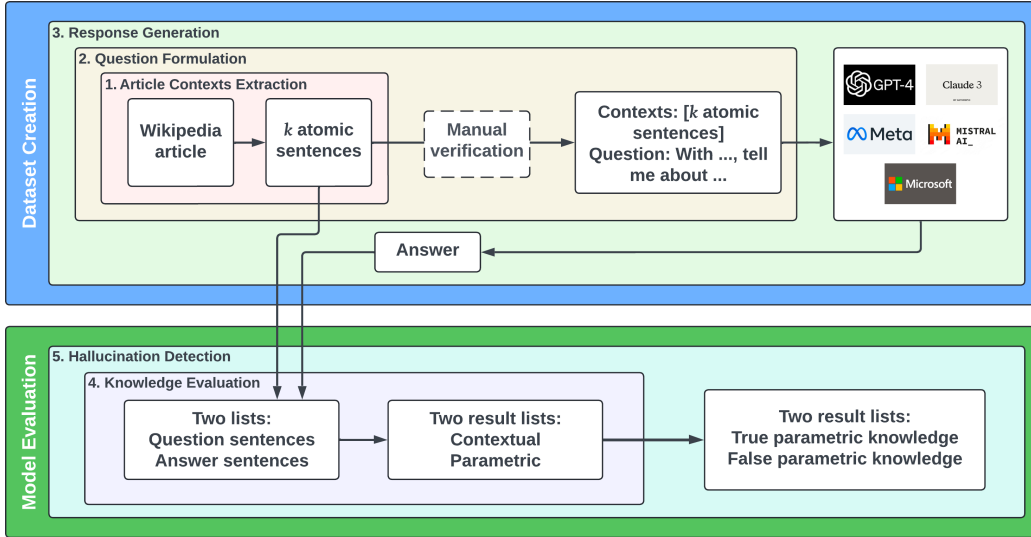 Dataset Creation
3. Response Generation
2. Question Formulation
1. Article Contexts Extraction
Wikipedia
article
k atomic
sentences
Manual
verification
Contexts: [k atomic
sentences]
Question: With ..., tell
me about ...
GPT-4
Claude 3
Meta
MISTRAL
AI_
Microsoft
Answer
Model Evaluation
5. Hallucination Detection
4. Knowledge Evaluation
Two lists:
Question sentences
Answer sentences
Two result lists:
Contextual
Parametric
Two result lists:
True parametric knowledge
False parametric knowledge